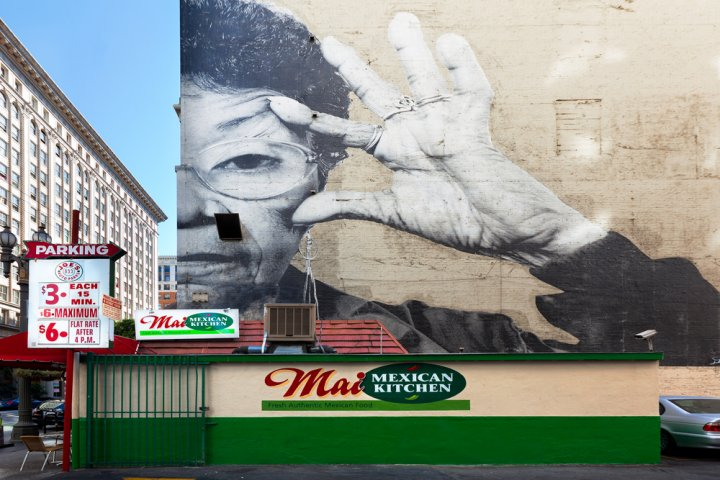 PARKING
JOE'S
$3.- EACH
15
MIN.
$6-MAXIMUM
$6.- FLAT RATE
AFTER
4 P.M.
Mai MEXICAN
KITCHEN
Mai MEXICAN
KITCHEN
Fresh Authentic Mexican Food